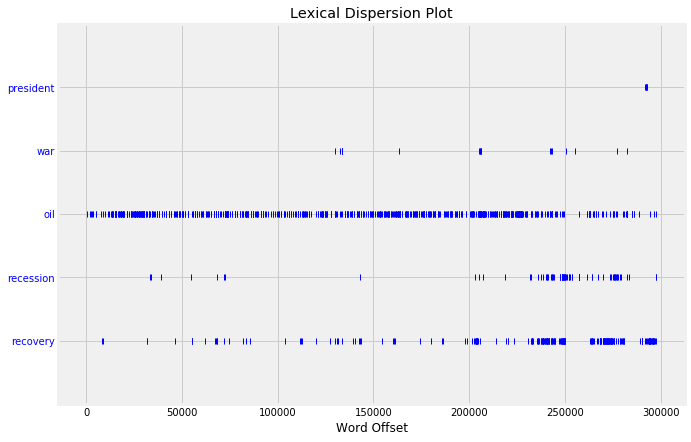 Lexical Dispersion Plot
president
war
oil
recession
recovery
0 50000 100000 150000 200000 250000 300000
Word Offset